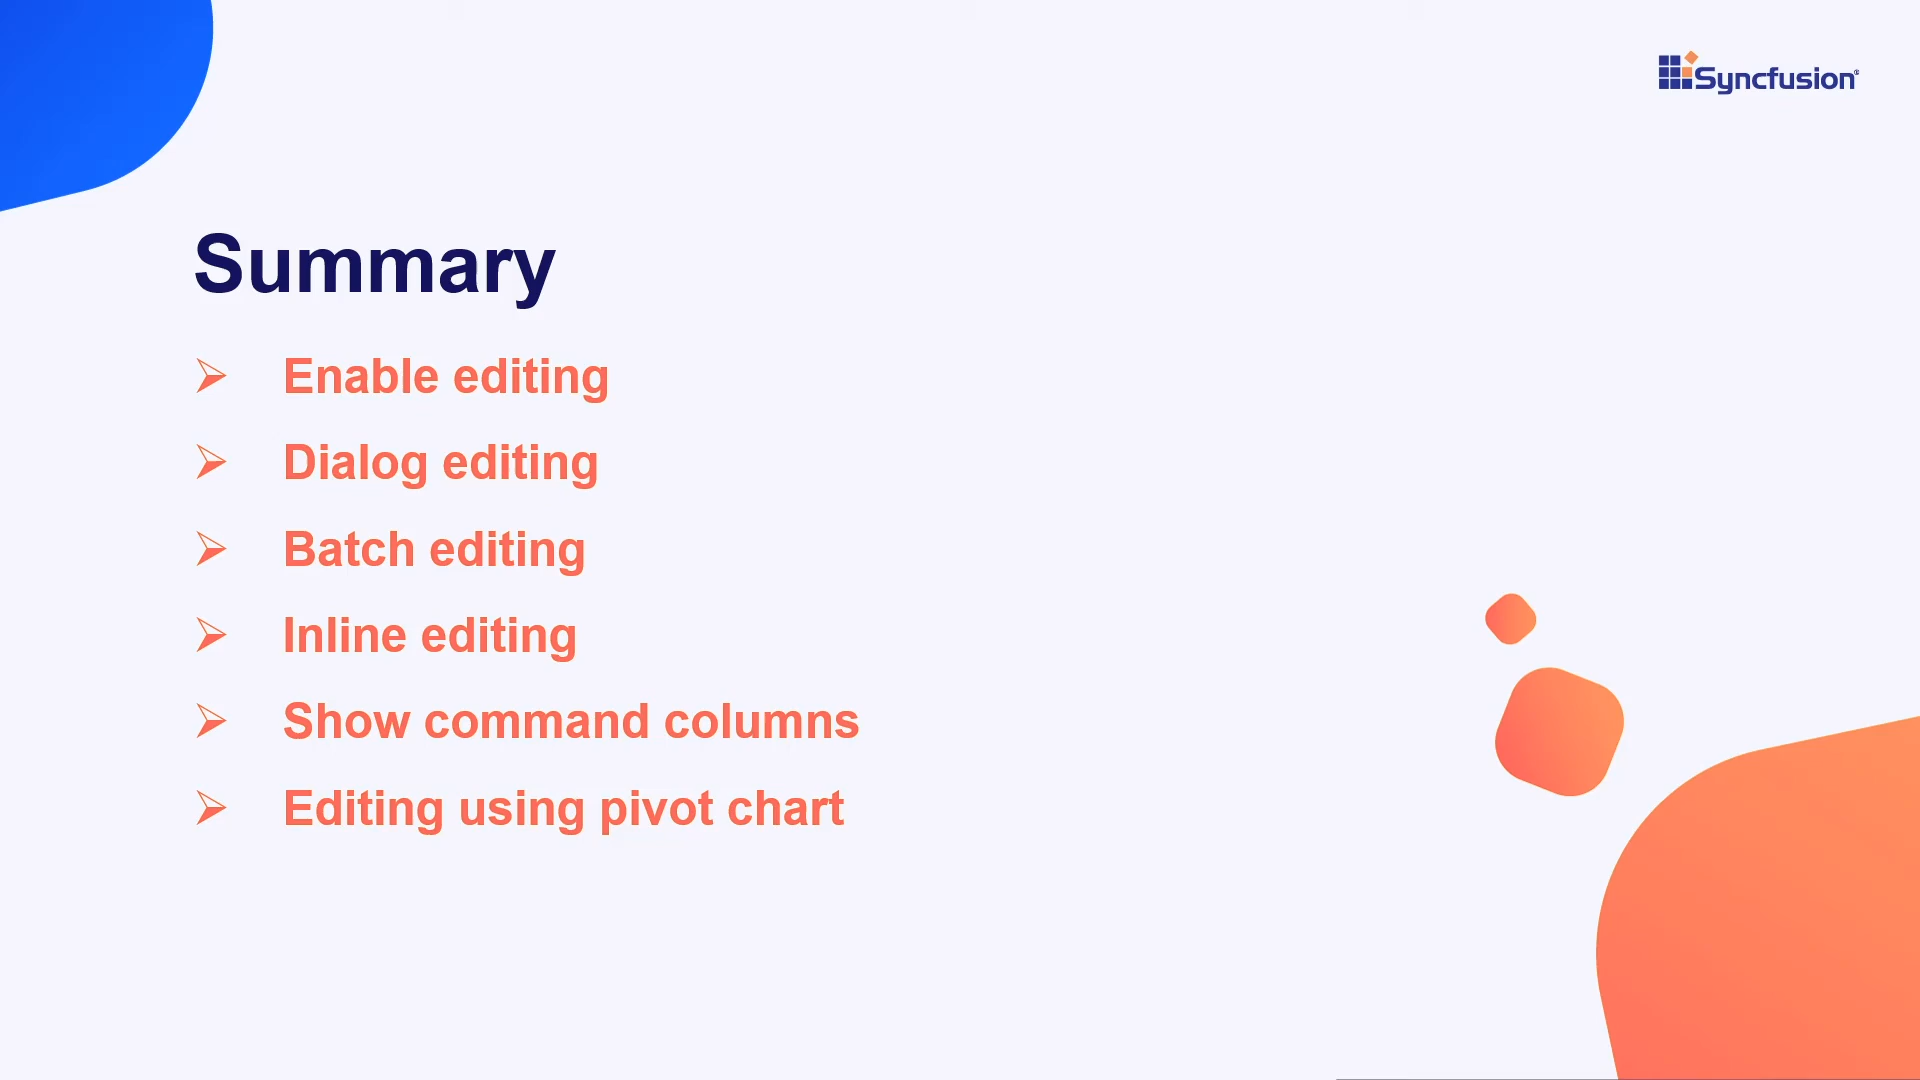 Syncfusion®
Summary
➢ Enable editing
➢ Dialog editing
➢ Batch editing
➢ Inline editing
➢ Show command columns
➢ Editing using pivot chart